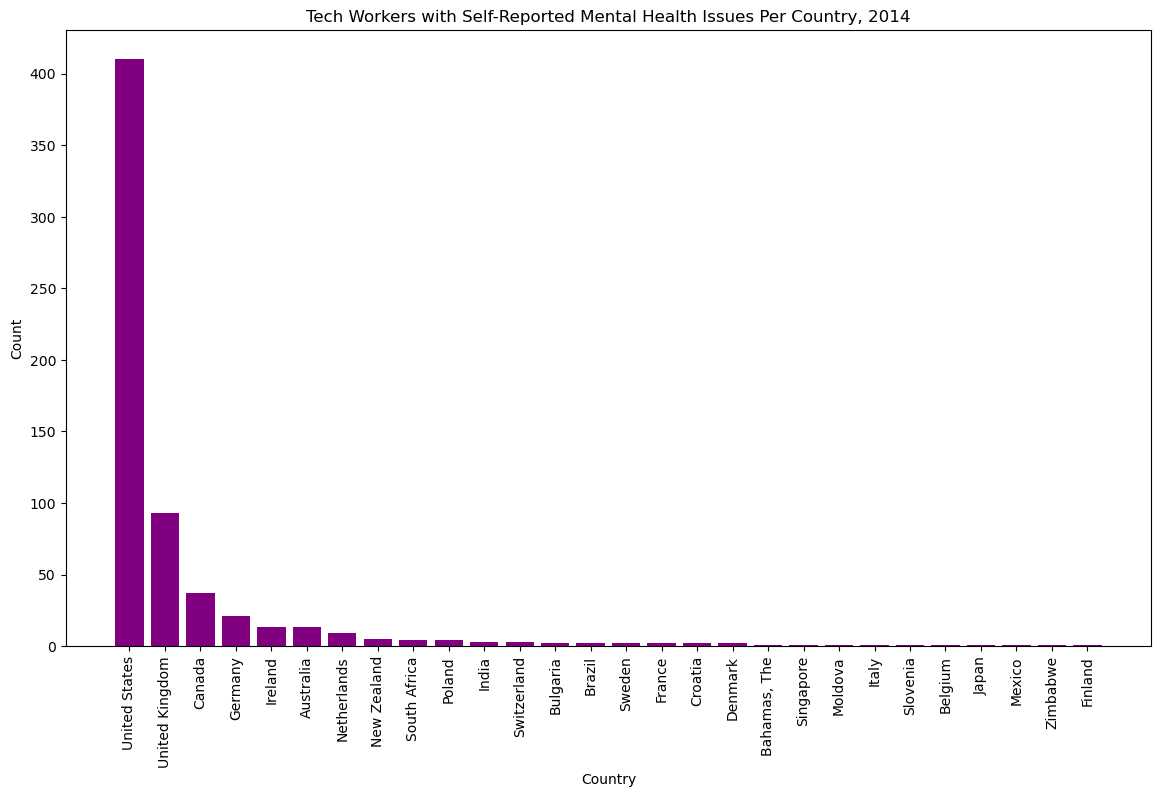 Tech Workers with Self-Reported Mental Health Issues Per Country, 2014
Count
400
350
300
250
200
150
100
50
0
United States
United Kingdom
Canada
Germany
Ireland
Australia
Netherlands
New Zealand
South Africa
Poland
India
Switzerland
Bulgaria
Brazil
Sweden
France
Croatia
Denmark
Bahamas, The
Singapore
Moldova
Italy
Slovenia
Belgium
Japan
Mexico
Zimbabwe
Finland
Country